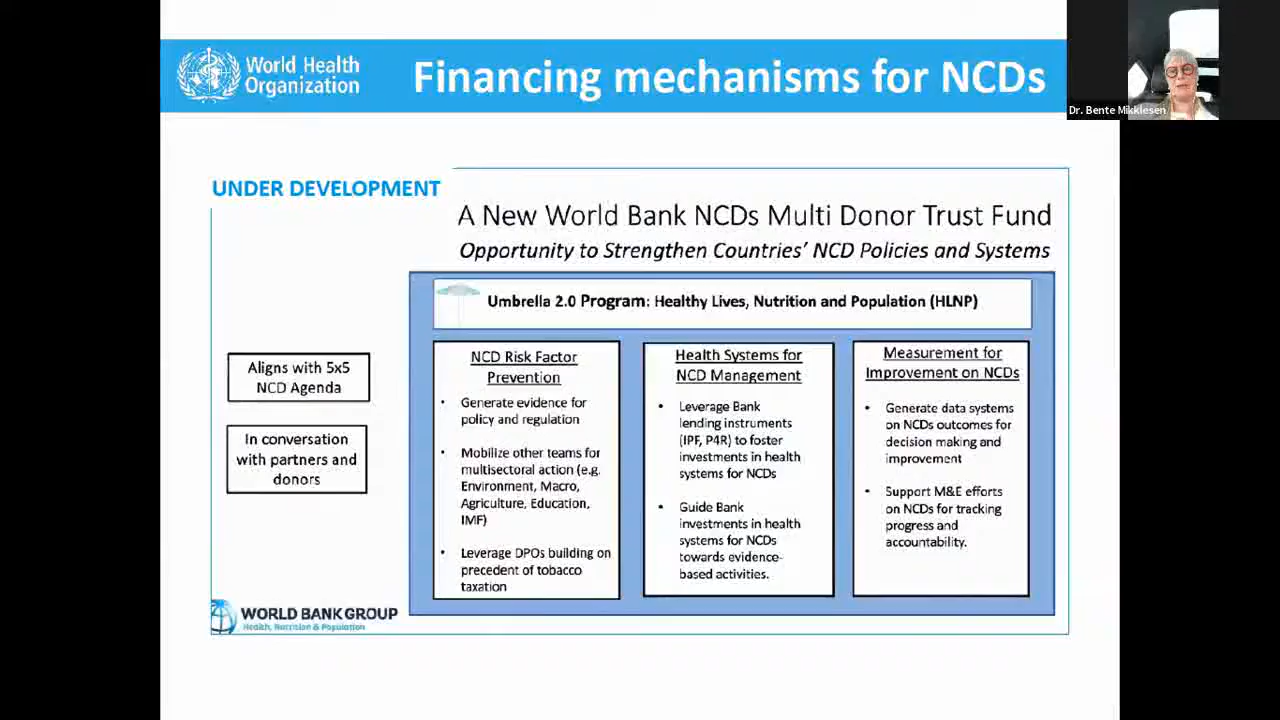 World Health
Organization
Financing mechanisms for NCDs
Dr. Bente Mikklesen
UNDER DEVELOPMENT
A New World Bank NCDs Multi Donor Trust Fund
Opportunity to Strengthen Countries' NCD Policies and Systems
Umbrella 2.0 Program: Healthy Lives, Nutrition and Population (HLNP)
Aligns with 5x5
NCD Agenda
In conversation
with partners and
donors
NCD Risk Factor
Prevention
• Generate evidence for
policy and regulation
• Mobilize other teams for
multisectoral action (e.g.
Environment, Macro,
Agriculture, Education,
IMF)
• Leverage DPOs building on
precedent of tobacco
taxation
Health Systems for
NCD Management
• Leverage Bank
lending instruments
(IPF, P4R) to foster
investments in health
systems for NCDs
• Guide Bank
investments in health
systems for NCDs
towards evidence-
based activities.
Measurement for
Improvement on NCDs
• Generate data systems
on NCDs outcomes for
decision making and
improvement
• Support M&E efforts
on NCDs for tracking
progress and
accountability.
WORLD BANK GROUP
Health, Nutrition & Population